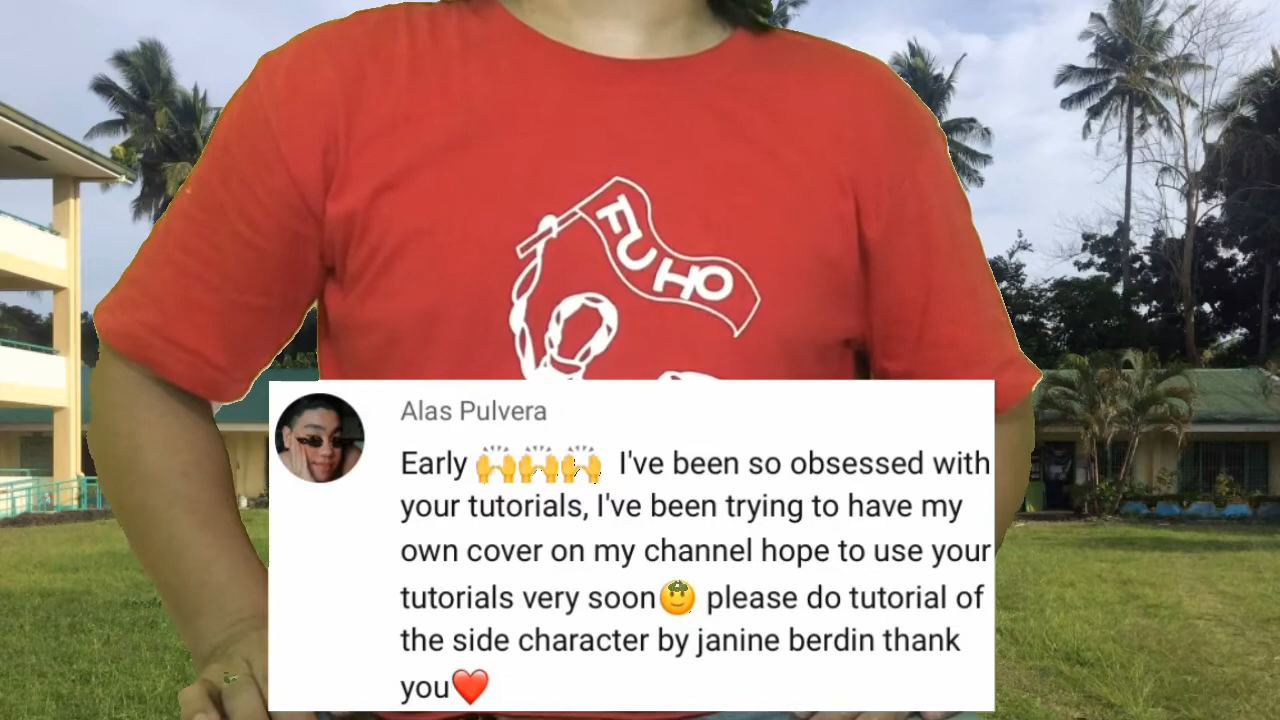 FU HO
Alas Pulvera
Early 🙌🙌🙌 I've been so obsessed with
your tutorials, I've been trying to have my
own cover on my channel hope to use your
tutorials very soon😇 please do tutorial of
the side character by janine berdin thank
you❤️